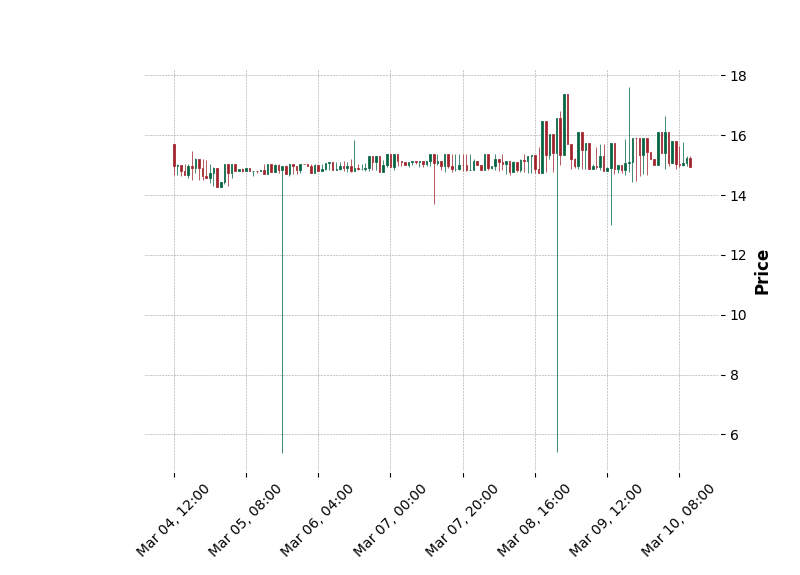 18
16
14
12
10
8
6
Price
Mar 04, 12:00
Mar 05, 08:00
Mar 06, 04:00
Mar 07, 00:00
Mar 07, 20:00
Mar 08, 16:00
Mar 09, 12:00
Mar 10, 08:00